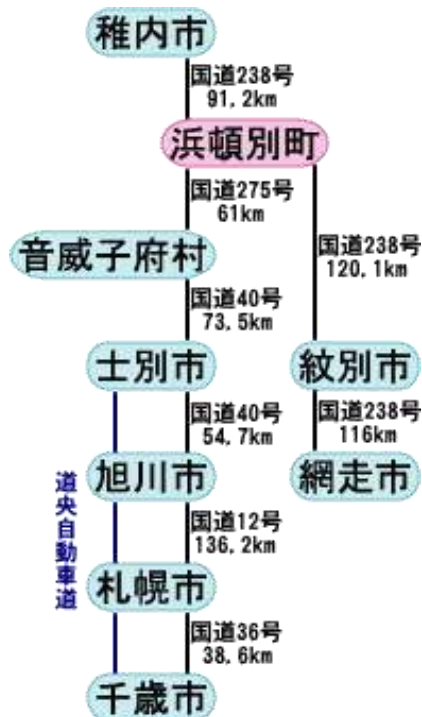 稚内市
国道238号
91.2km
浜頓別町
国道275号
61km
国道238号
120.1km
音威子府村
国道40号
73.5km
士別市
紋別市
国道40号
54.7km
国道238号
116km
道央自動車道
旭川市
網走市
国道12号
136.2km
札幌市
国道36号
38.6km
千歳市